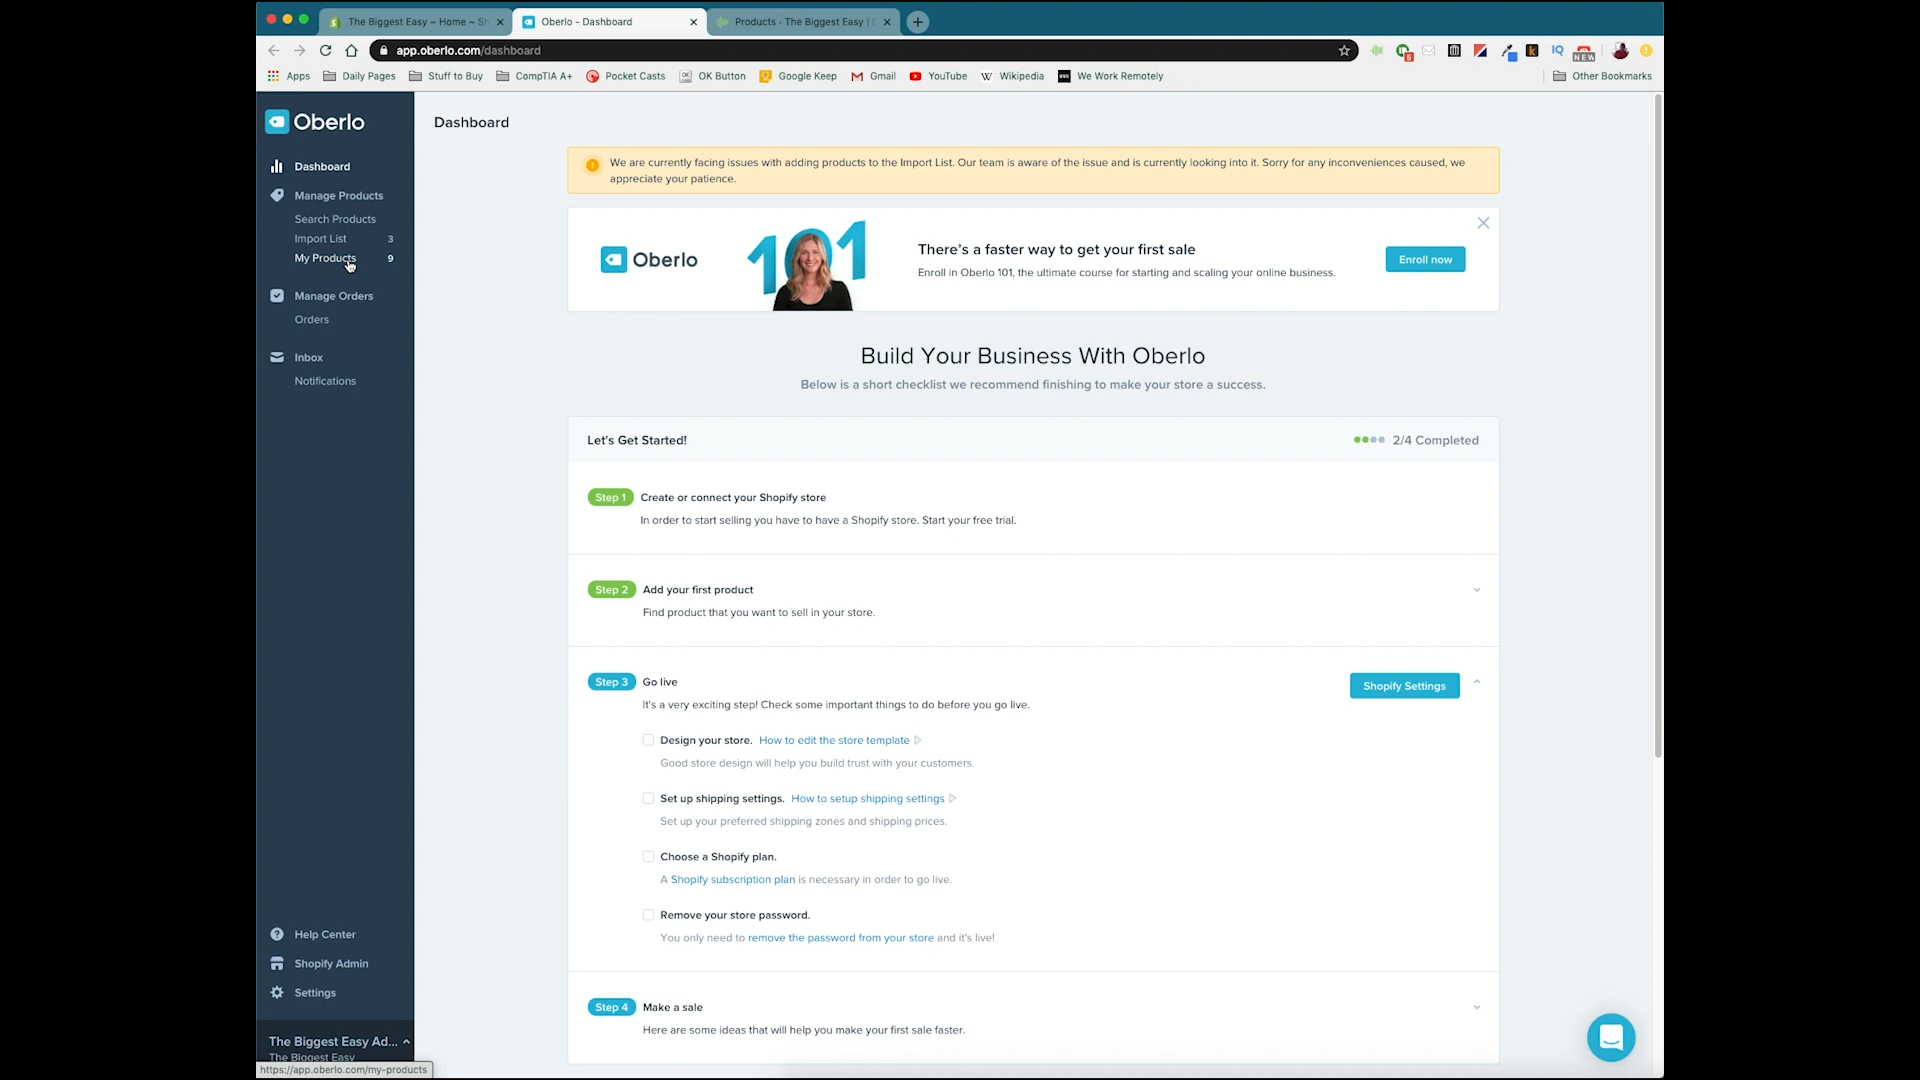 The Biggest Easy ~ Home ~ Sh
Oberlo - Dashboard
Products · The Biggest Easy |
app.oberlo.com/dashboard
5
IQ
NEW
Apps
Daily Pages
Stuff to Buy
CompTIA A+
Pocket Casts
OK
OK Button
Google Keep
Gmail
YouTube
W Wikipedia
We Work Remotely
Other Bookmarks
Oberlo
Dashboard
Manage Products
Search Products
Import List 3
My Products 9
Manage Orders
Orders
Inbox
Notifications
Help Center
Shopify Admin
Settings
The Biggest Easy Ad...
The Biggest Easy
https://app.oberlo.com/my-products
Dashboard
We are currently facing issues with adding products to the Import List. Our team is aware of the issue and is currently looking into it. Sorry for any inconveniences caused, we
appreciate your patience.
Oberlo
101
There's a faster way to get your first sale
Enroll in Oberlo 101, the ultimate course for starting and scaling your online business.
Enroll now
Build Your Business With Oberlo
Below is a short checklist we recommend finishing to make your store a success.
Let's Get Started!
2/4 Completed
Step 1 Create or connect your Shopify store
In order to start selling you have to have a Shopify store. Start your free trial.
Step 2 Add your first product
Find product that you want to sell in your store.
Step 3 Go live
Shopify Settings
It's a very exciting step! Check some important things to do before you go live.
Design your store. How to edit the store template
Good store design will help you build trust with your customers.
Set up shipping settings. How to setup shipping settings
Set up your preferred shipping zones and shipping prices.
Choose a Shopify plan.
A Shopify subscription plan is necessary in order to go live.
Remove your store password.
You only need to remove the password from your store and it's live!
Step 4 Make a sale
Here are some ideas that will help you make your first sale faster.